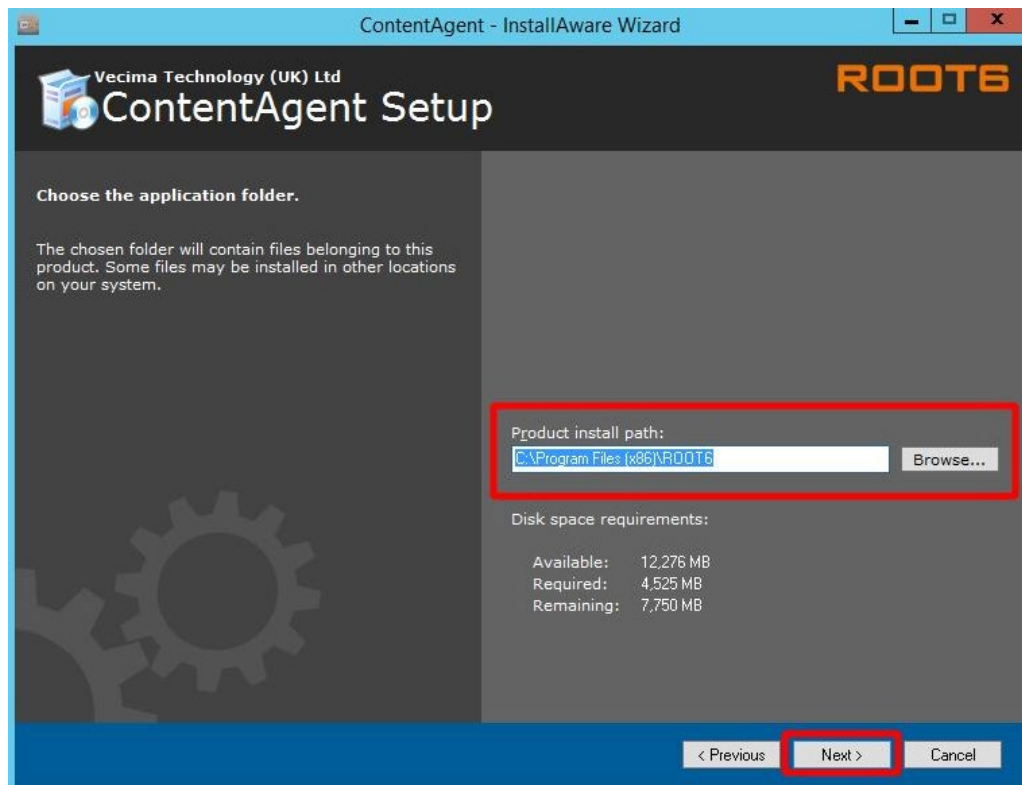 ContentAgent - InstallAware Wizard
Vecima Technology (UK) Ltd
ContentAgent Setup
ROOT6
Choose the application folder.
The chosen folder will contain files belonging to this
product. Some files may be installed in other locations
on your system.
Product install path:
C:\Program Files (x86)\ROOT6
Browse...
Disk space requirements:
Available: 12,276 MB
Required: 4,525 MB
Remaining: 7,750 MB
< Previous
Next >
Cancel